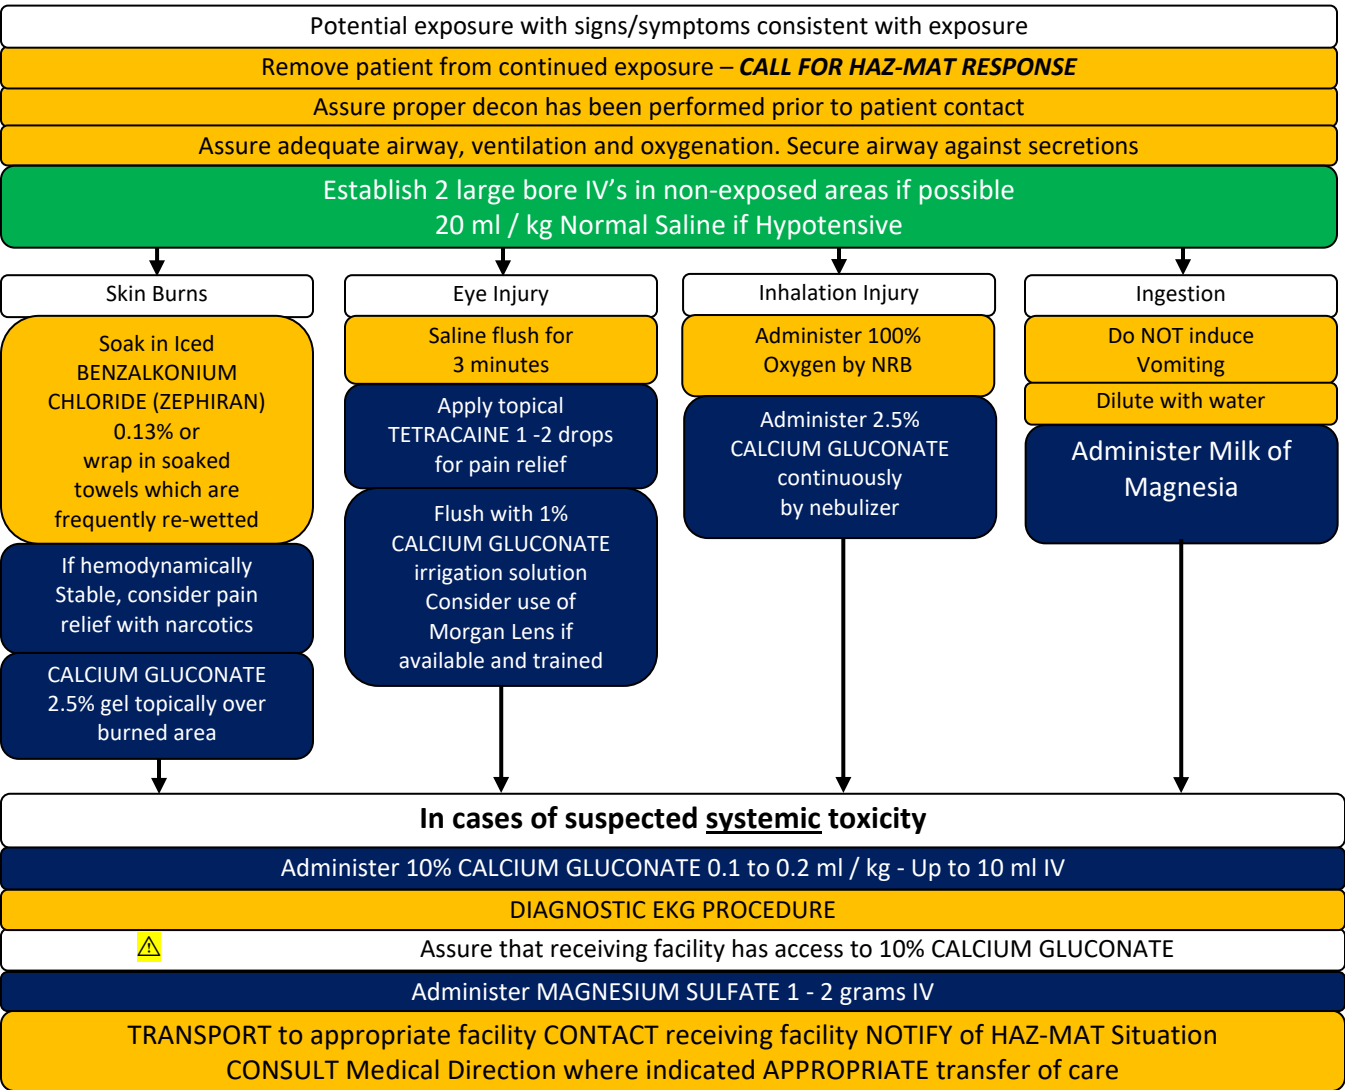 Potential exposure with signs/symptoms consistent with exposure
Remove patient from continued exposure – CALL FOR HAZ-MAT RESPONSE
Assure proper decon has been performed prior to patient contact
Assure adequate airway, ventilation and oxygenation. Secure airway against secretions
Establish 2 large bore IV’s in non-exposed areas if possible
20 ml / kg Normal Saline if Hypotensive
Skin Burns
Soak in Iced
BENZALKONIUM
CHLORIDE (ZEPHIRAN)
0.13% or
wrap in soaked
towels which are
frequently re-wetted
If hemodynamically
Stable, consider pain
relief with narcotics
CALCIUM GLUCONATE
2.5% gel topically over
burned area
Eye Injury
Saline flush for
3 minutes
Apply topical
TETRACAINE 1 -2 drops
for pain relief
Flush with 1%
CALCIUM GLUCONATE
irrigation solution
Consider use of
Morgan Lens if
available and trained
Inhalation Injury
Administer 100%
Oxygen by NRB
Administer 2.5%
CALCIUM GLUCONATE
continuously
by nebulizer
Ingestion
Do NOT induce
Vomiting
Dilute with water
Administer Milk of
Magnesia
In cases of suspected systemic toxicity
Administer 10% CALCIUM GLUCONATE 0.1 to 0.2 ml / kg - Up to 10 ml IV
DIAGNOSTIC EKG PROCEDURE
⚠ Assure that receiving facility has access to 10% CALCIUM GLUCONATE
Administer MAGNESIUM SULFATE 1 - 2 grams IV
TRANSPORT to appropriate facility CONTACT receiving facility NOTIFY of HAZ-MAT Situation
CONSULT Medical Direction where indicated APPROPRIATE transfer of care